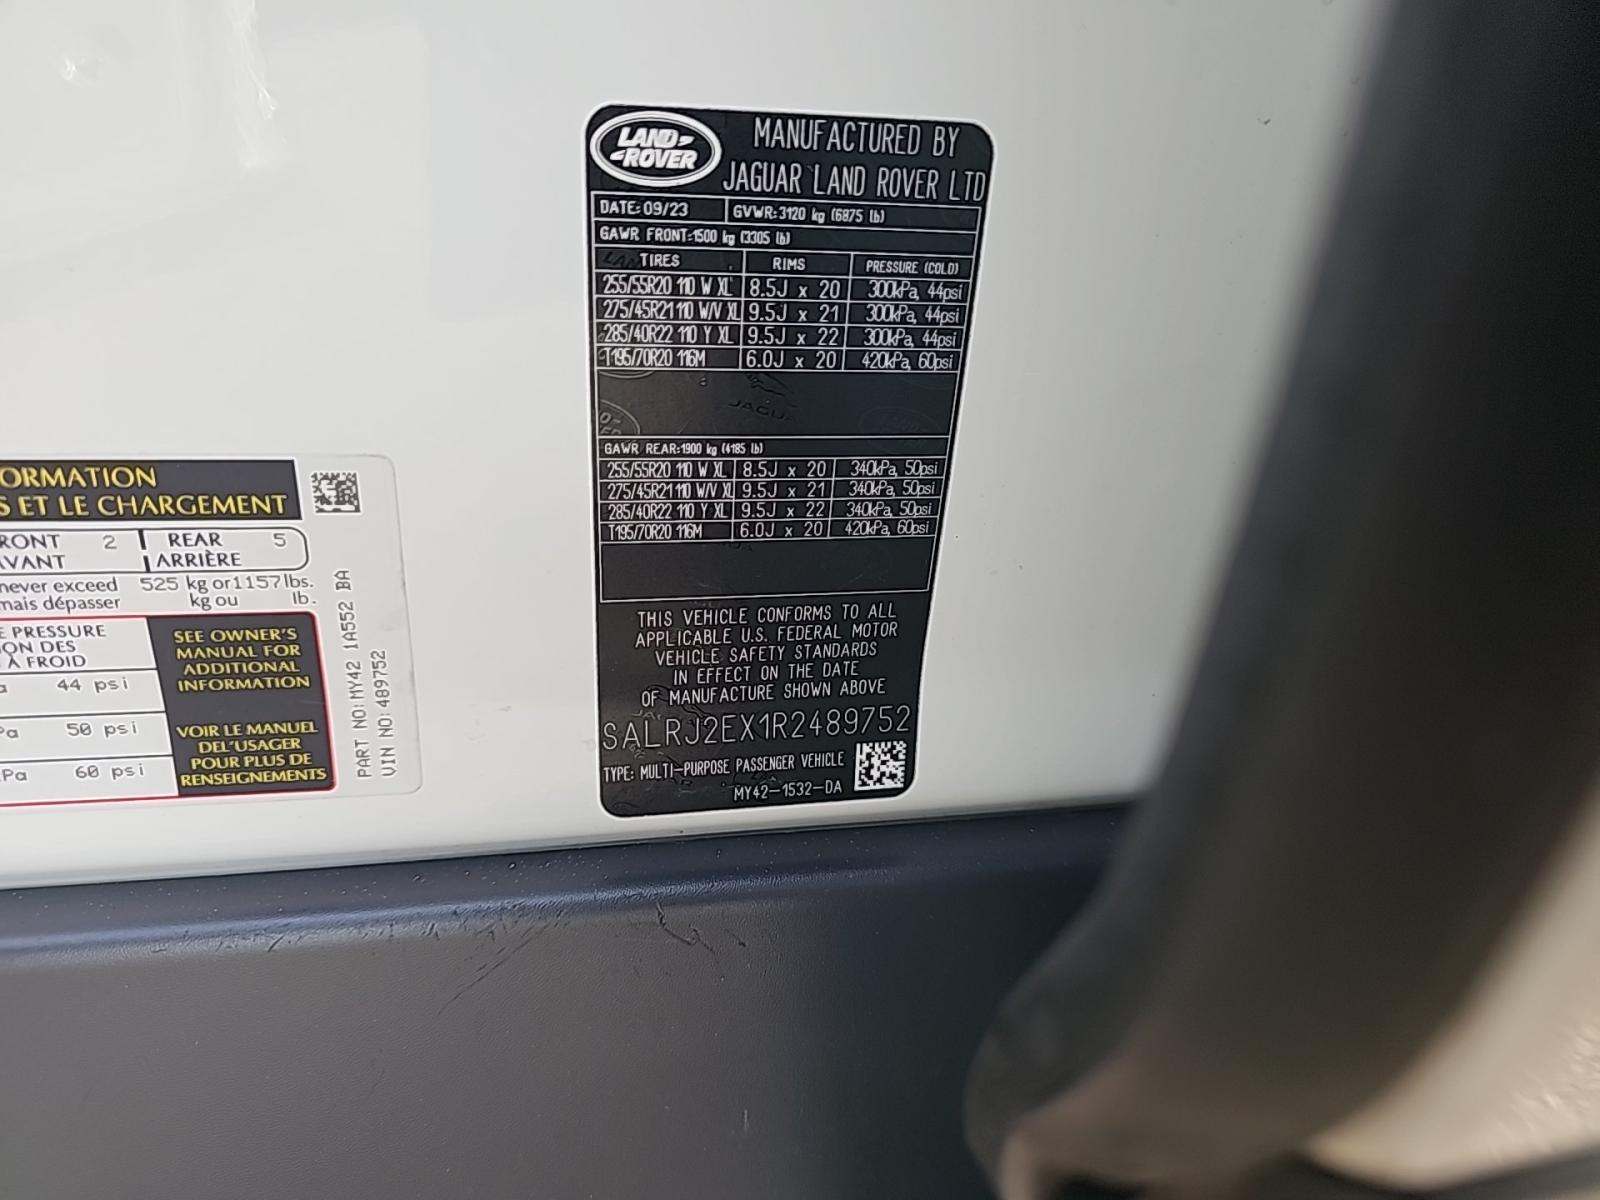 LAND-
-ROVER
MANUFACTURED BY
JAGUAR LAND ROVER LTD
DATE: 09/23 GVWR:3120 kg (6875 lb)
GAWR FRONT:1500 kg (3305 lb)
TIRES RIMS PRESSURE (COLD)
255/55R20 110 W XL 8.5J x 20 300kPa, 44psi
275/45R21 110 W/V XL 9.5J x 21 300kPa, 44psi
285/40R22 110 Y XL 9.5J x 22 300kPa, 44psi
T195/70R20 116M 6.0J x 20 420kPa, 60psi
GAWR REAR:1900 kg (4185 lb)
255/55R20 110 W XL 8.5J x 20 340kPa, 50psi
275/45R21 110 W/V XL 9.5J x 21 340kPa, 50psi
285/40R22 110 Y XL 9.5J x 22 340kPa, 50psi
T195/70R20 116M 6.0J x 20 420kPa, 60psi
THIS VEHICLE CONFORMS TO ALL
APPLICABLE U.S. FEDERAL MOTOR
VEHICLE SAFETY STANDARDS
IN EFFECT ON THE DATE
OF MANUFACTURE SHOWN ABOVE
SALRJ2EX1R2489752
TYPE: MULTI-PURPOSE PASSENGER VEHICLE
MY42-1532-DA
ORMATION
S ET LE CHARGEMENT
RONT 2 REAR 5
VANT ARRIÈRE
never exceed 525 kg or 1157 lbs.
mais dépasser kg ou lb.
E PRESSURE
ON DES
À FROID
44 psi
Pa 50 psi
Pa 60 psi
SEE OWNER'S
MANUAL FOR
ADDITIONAL
INFORMATION
VOIR LE MANUEL
DEL'USAGER
POUR PLUS DE
RENSEIGNEMENTS
PART NO: MY42 1A552 BA
VIN NO: 489752